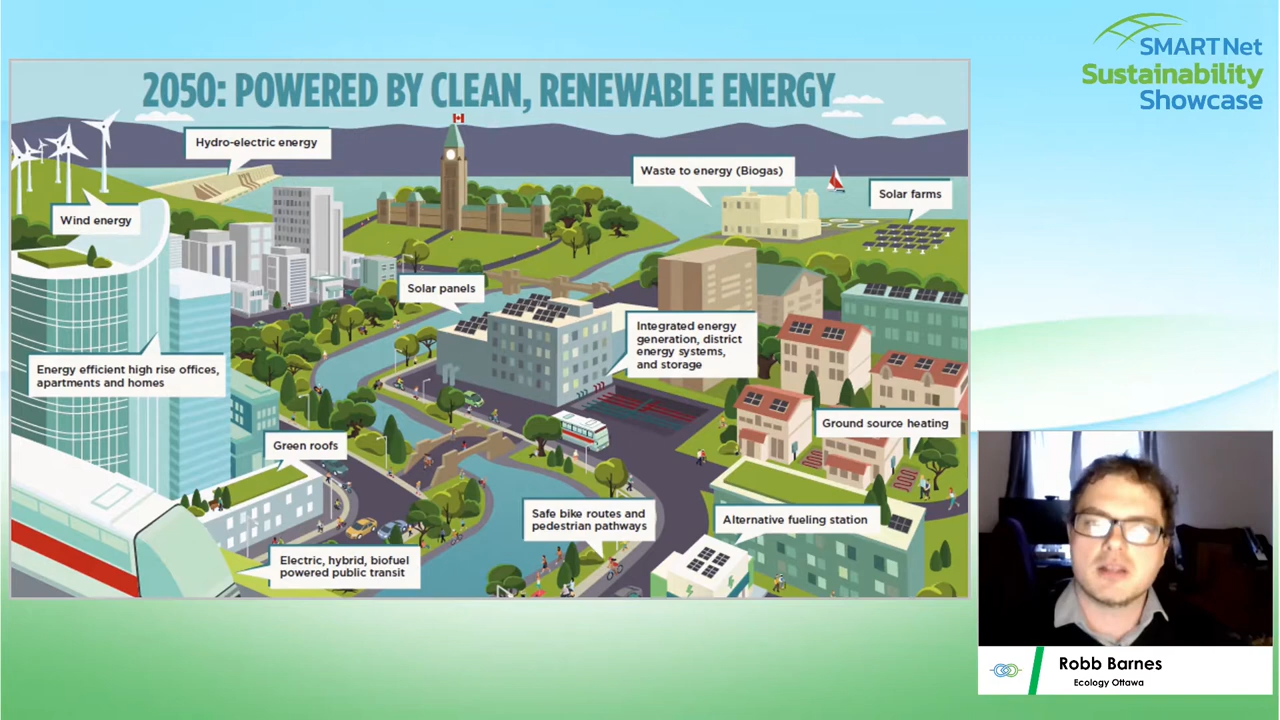 SMARTNet
Sustainability
Showcase
2050: POWERED BY CLEAN, RENEWABLE ENERGY
Hydro-electric energy
Waste to energy (Biogas)
Solar farms
Wind energy
Solar panels
Integrated energy
generation, district
energy systems,
and storage
Energy efficient high rise offices,
apartments and homes
Ground source heating
Green roofs
Safe bike routes and
pedestrian pathways
Alternative fueling station
Electric, hybrid, biofuel
powered public transit
Robb Barnes
Ecology Ottawa